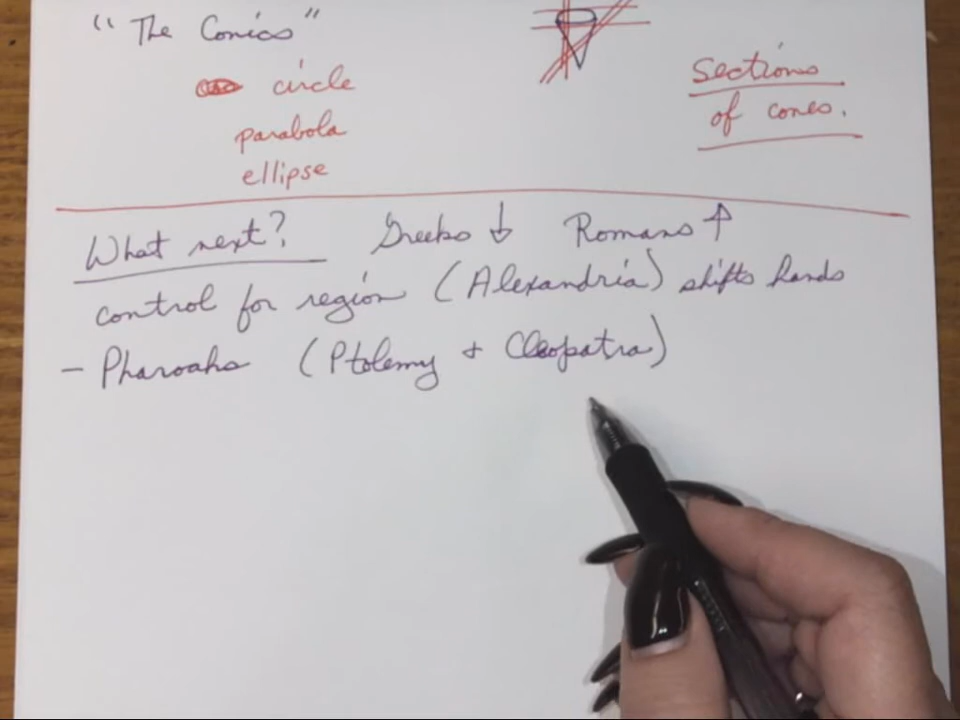 "The Conics"
circle
parabola
ellipse
Sections
of cones.
What next? Greeks ↓ Romans ↑
control for region (Alexandria) shifts hands
- Pharoahs (Ptolemy + Cleopatra)